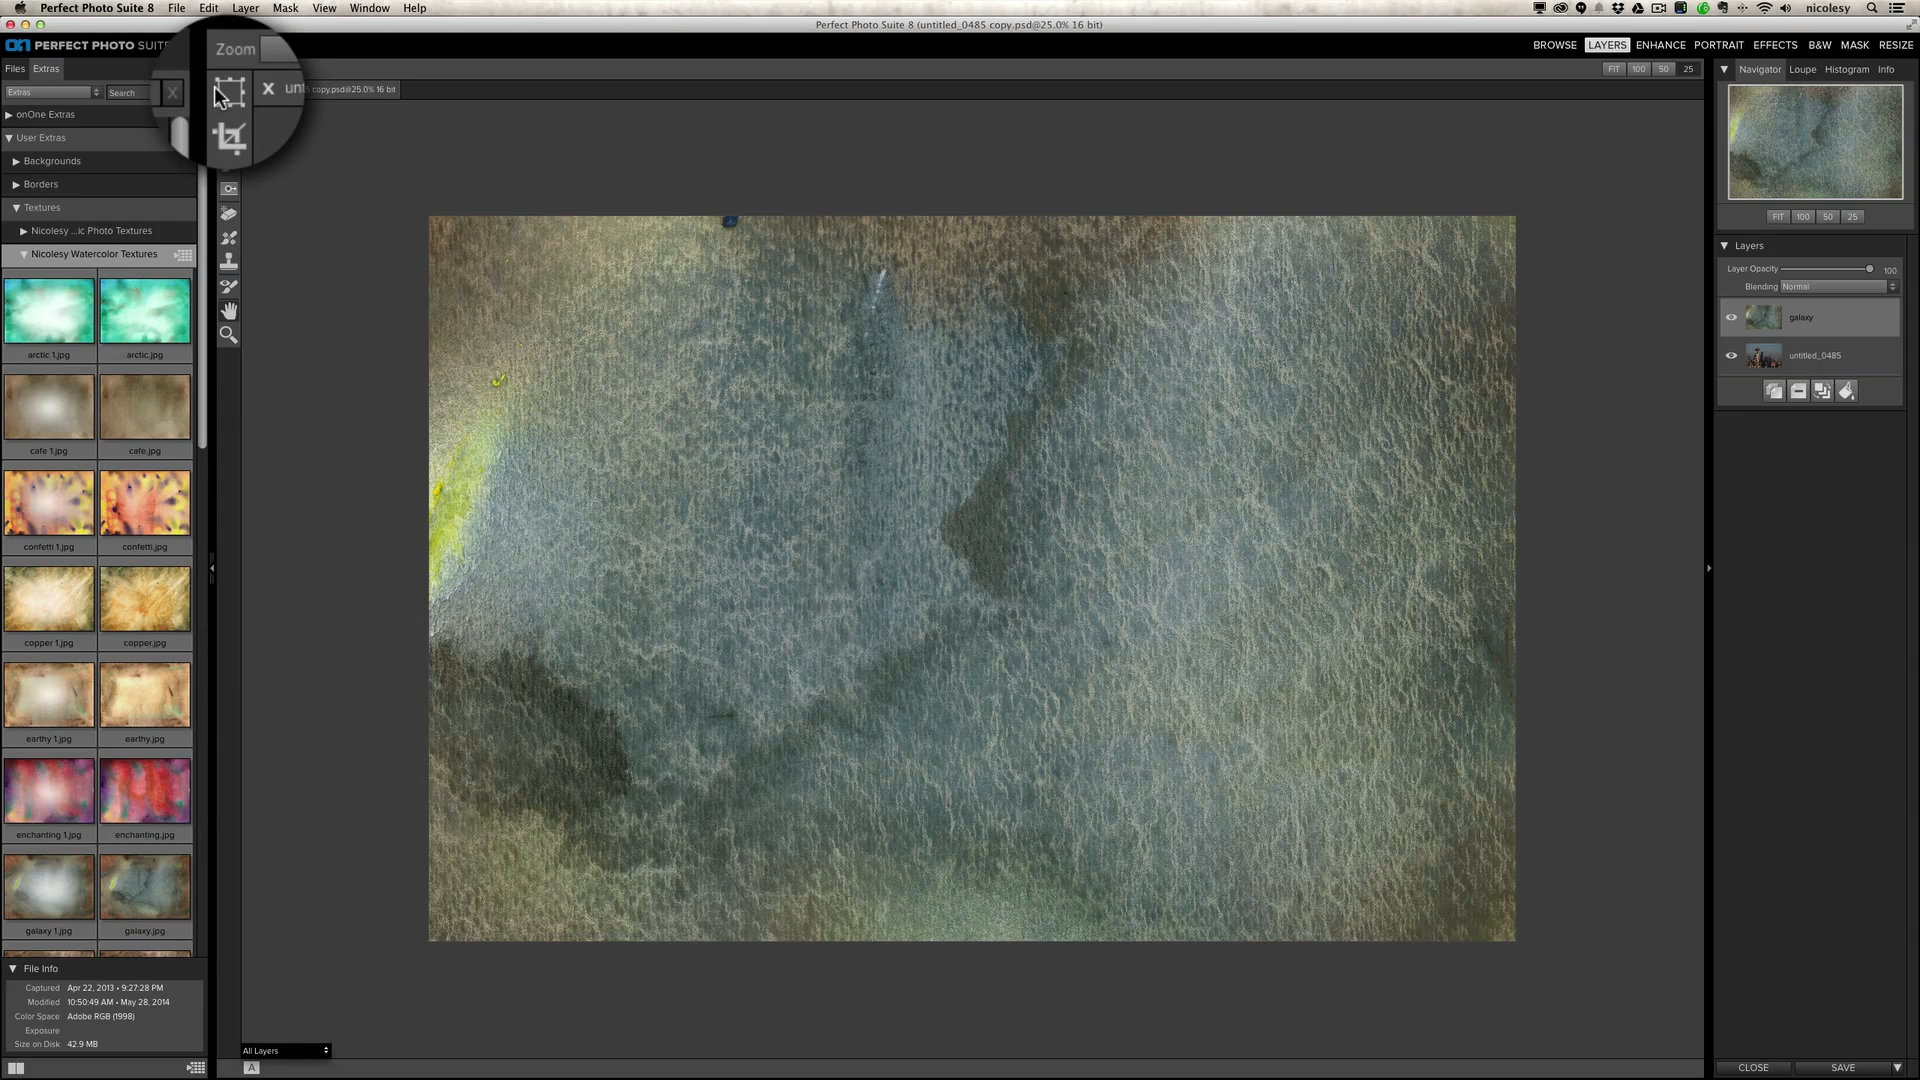 Perfect Photo Suite 8 File Edit Layer Mask View Window Help nicolesy
Perfect Photo Suite 8 (untitled_0485 copy.psd@25.0% 16 bit)
on PERFECT PHOTO SUITE
BROWSE LAYERS ENHANCE PORTRAIT EFFECTS B&W MASK RESIZE
Zoom
Files Extras
FIT 100 50 25
Navigator Loupe Histogram Info
Extras Search X
X copy.psd@25.0% 16 bit
onOne Extras
User Extras
Backgrounds
Borders
Textures
Nicolesy ...ic Photo Textures
Nicolesy Watercolor Textures
arctic 1.jpg arctic.jpg
cafe 1.jpg cafe.jpg
confetti 1.jpg confetti.jpg
copper 1.jpg copper.jpg
earthy 1.jpg earthy.jpg
enchanting 1.jpg enchanting.jpg
galaxy 1.jpg galaxy.jpg
File Info
Captured Apr 22, 2013 • 9:27:28 PM
Modified 10:50:49 AM • May 28, 2014
Color Space Adobe RGB (1998)
Exposure
Size on Disk 42.9 MB
All Layers
A
FIT 100 50 25
Layers
Layer Opacity 100
Blending Normal
galaxy
untitled_0485
CLOSE SAVE